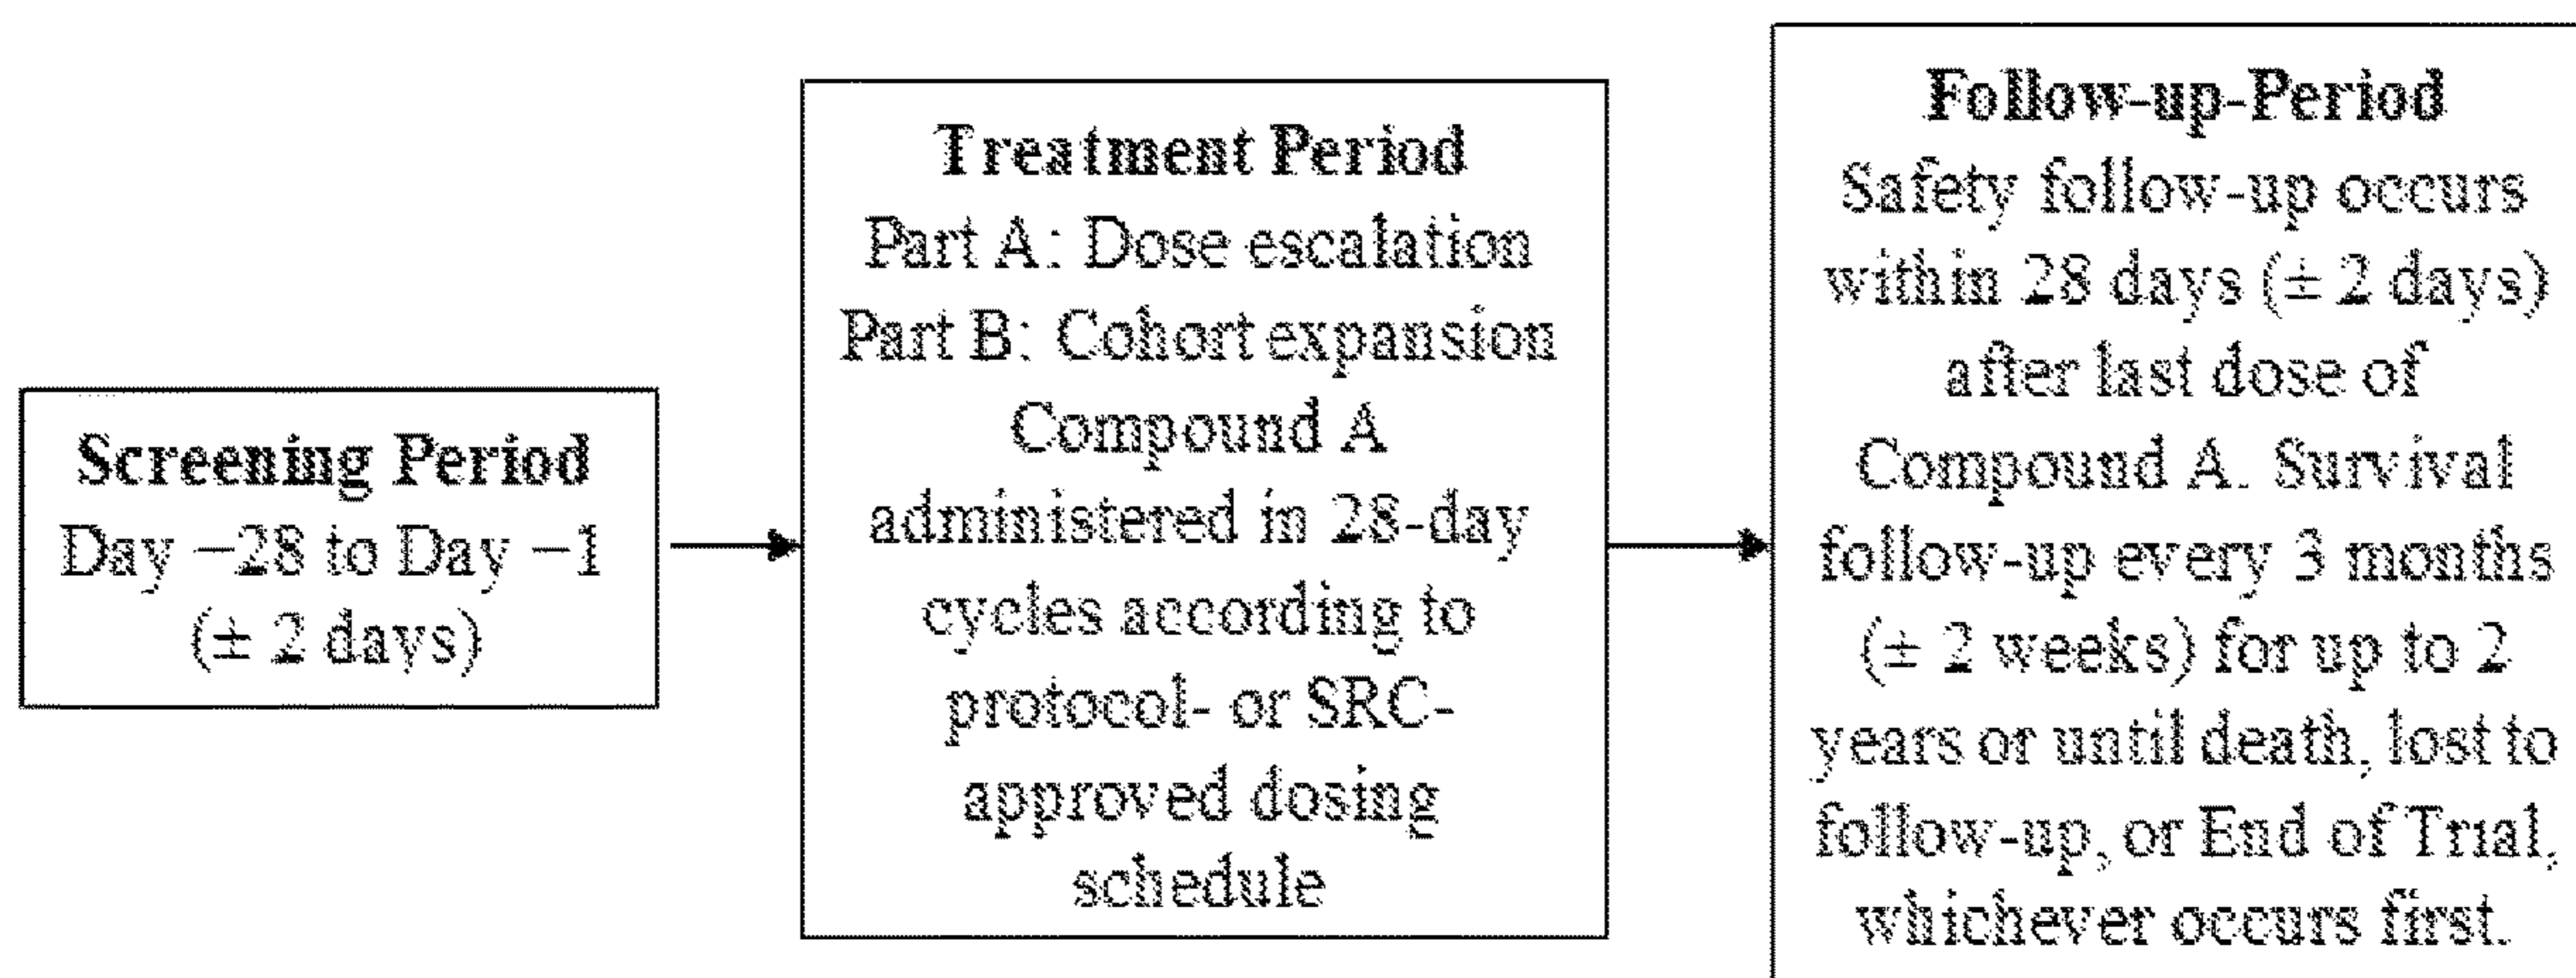 Screening Period
Day −28 to Day −1
(± 2 days)
Treatment Period
Part A: Dose escalation
Part B: Cohort expansion
Compound A
administered in 28-day
cycles according to
protocol- or SRC-
approved dosing
schedule
Follow-up-Period
Safety follow-up occurs
within 28 days (± 2 days)
after last dose of
Compound A. Survival
follow-up every 3 months
(± 2 weeks) for up to 2
years or until death, lost to
follow-up, or End of Trial,
whichever occurs first.